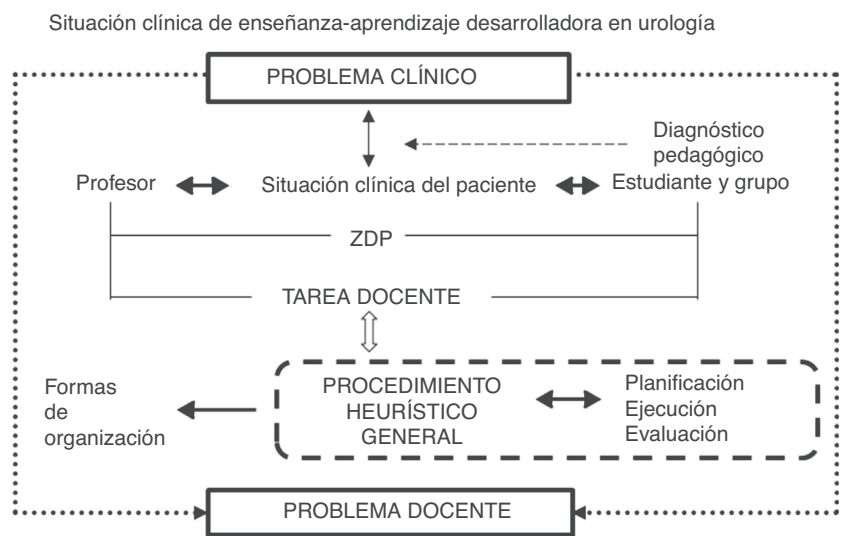 Situación clínica de enseñanza-aprendizaje desarrolladora en urología
PROBLEMA CLÍNICO
Diagnóstico
pedagógico
Profesor
Situación clínica del paciente
Estudiante y grupo
ZDP
TAREA DOCENTE
Formas
de
organización
PROCEDIMIENTO
HEURÍSTICO
GENERAL
Planificación
Ejecución
Evaluación
PROBLEMA DOCENTE